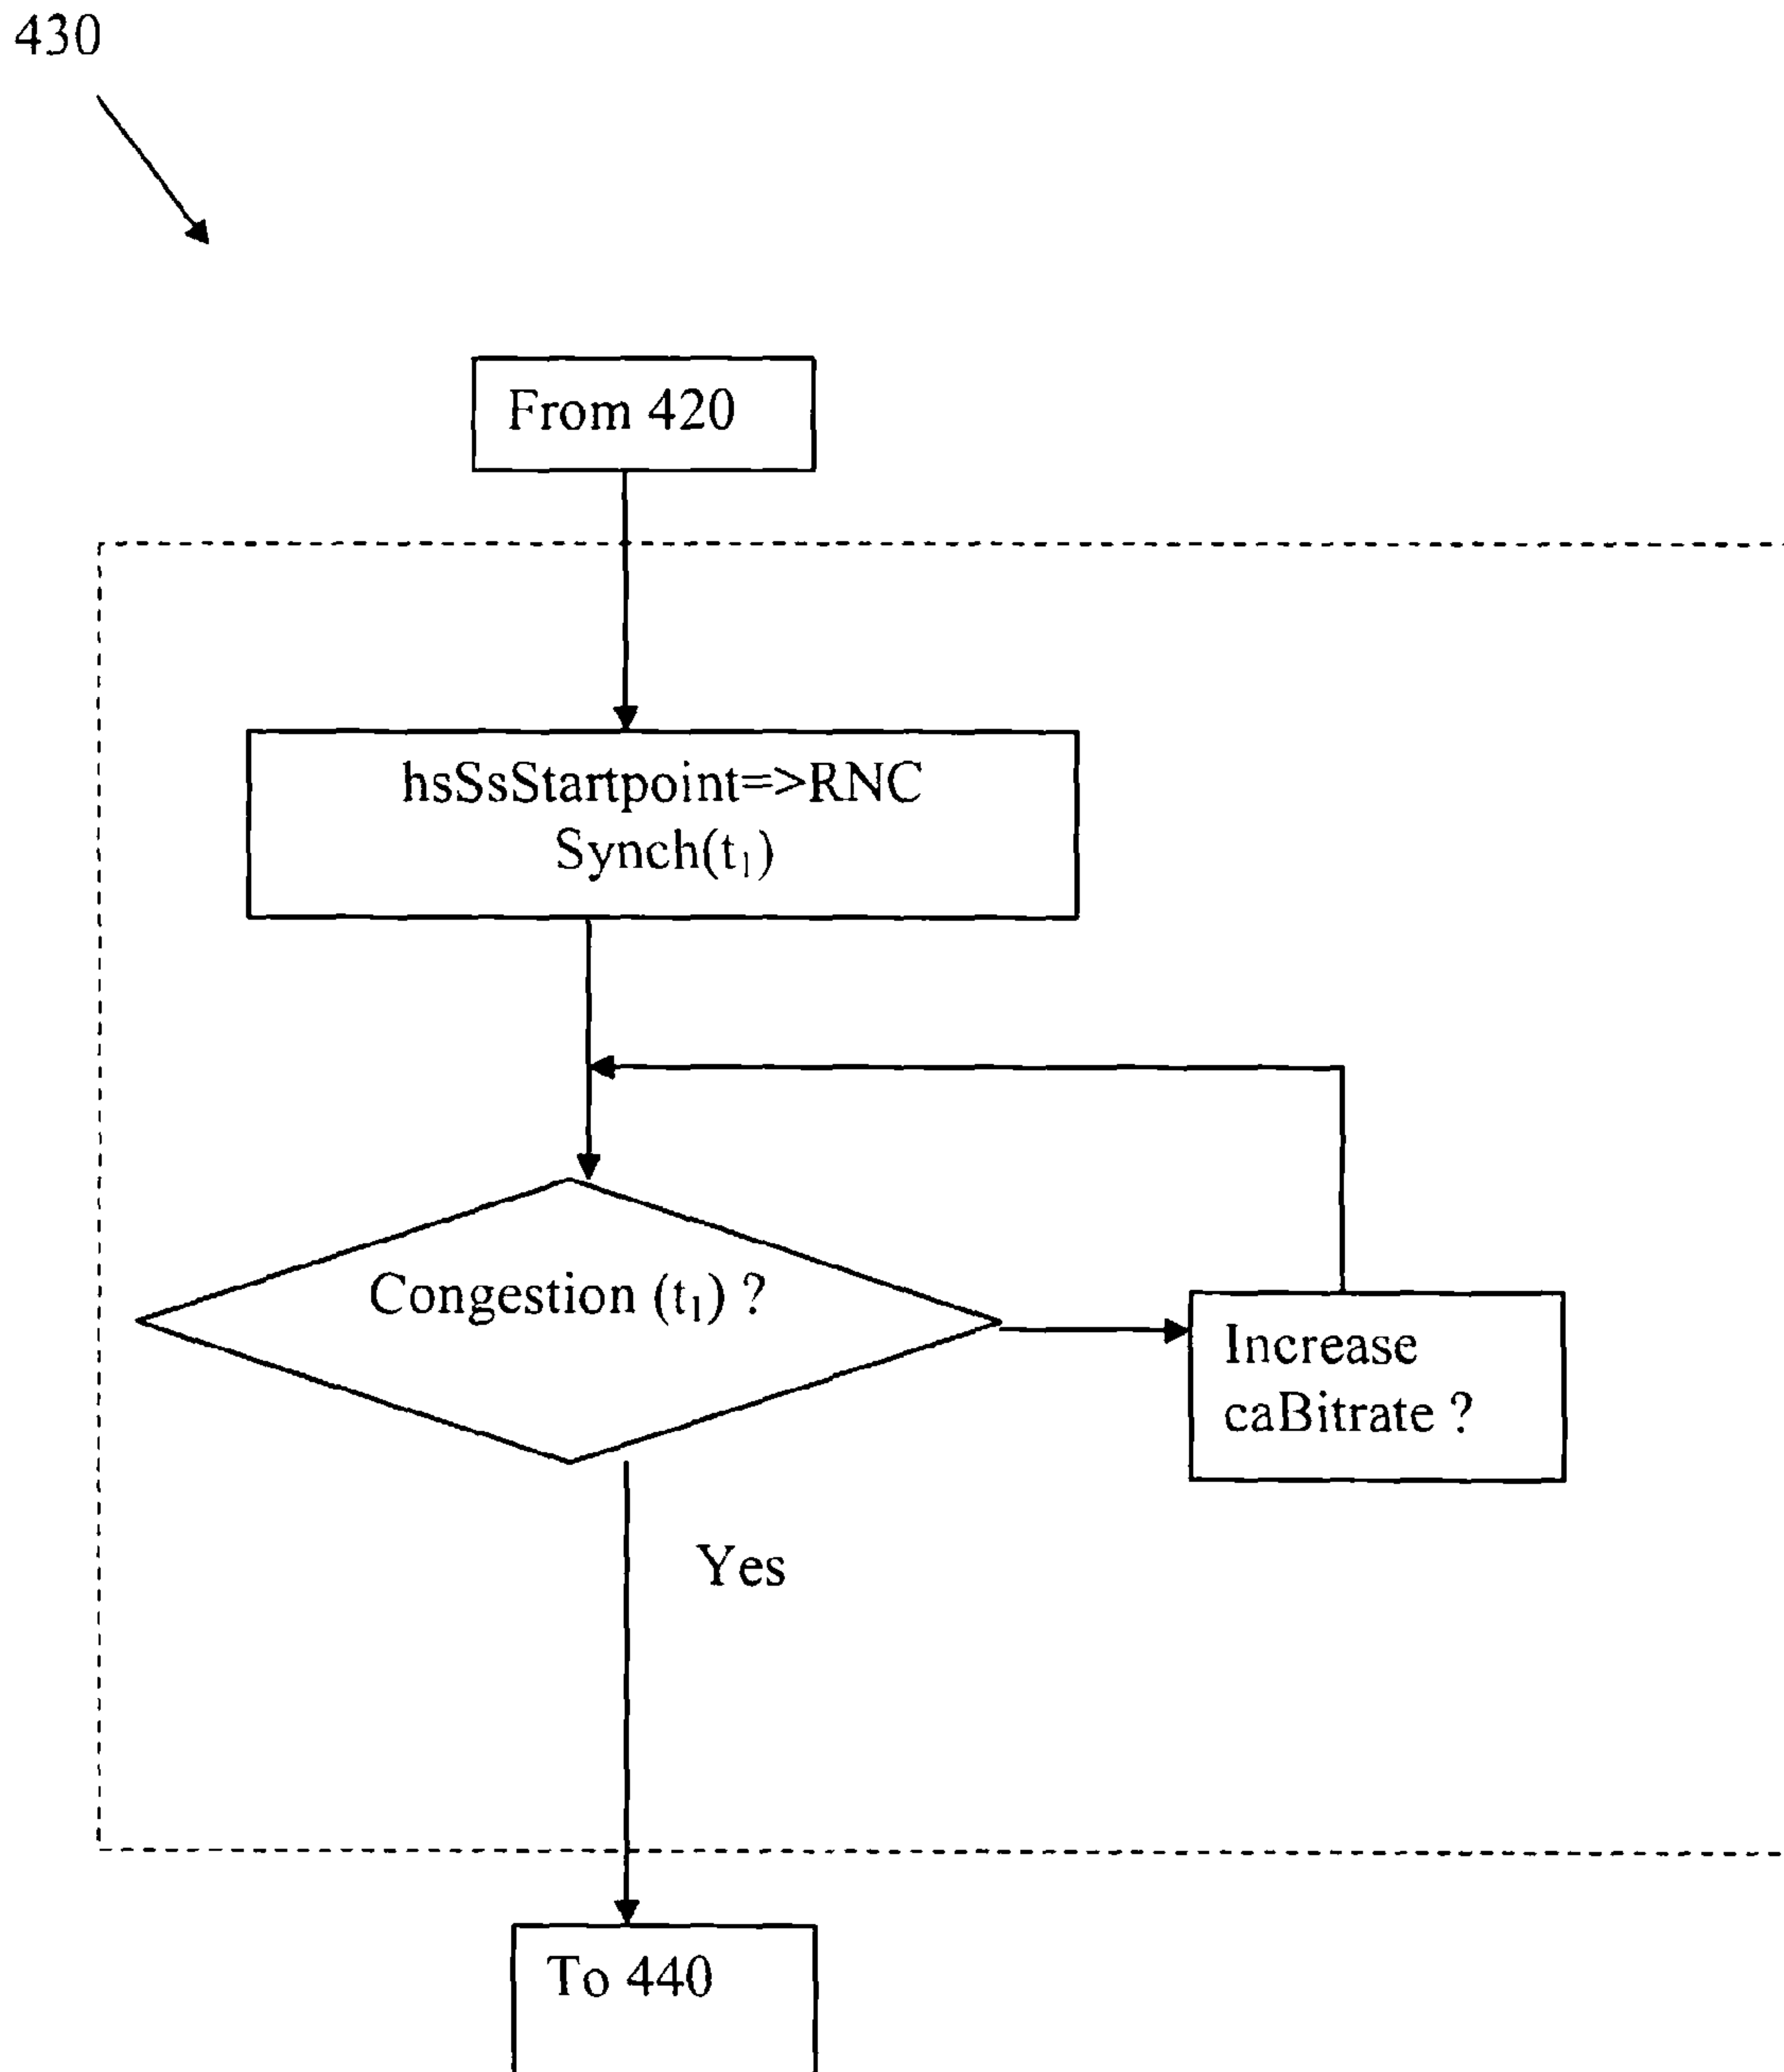 430
From 420
hsSsStartpoint=>RNC
Synch(t₁)
Congestion (t₁) ?
Increase
caBitrate ?
Yes
To 440